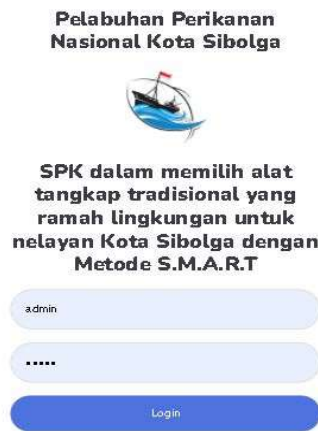 Pelabuhan Perikanan
Nasional Kota Sibolga
SPK dalam memilih alat
tangkap tradisional yang
ramah lingkungan untuk
nelayan Kota Sibolga dengan
Metode S.M.A.R.T
admin
•••••
Login